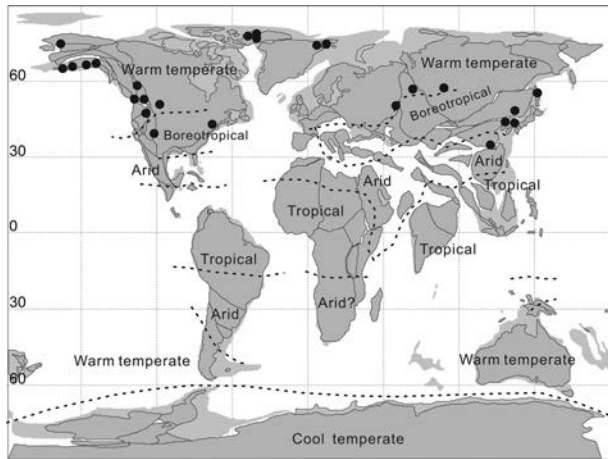 Warm temperate
Warm temperate
60
Boreotropical
Boreotropical
30
Arid
Arid
Arid
Tropical
Tropical
0
Tropical
Tropical
Arid?
30
Arid
Warm temperate
Warm temperate
60
Cool temperate